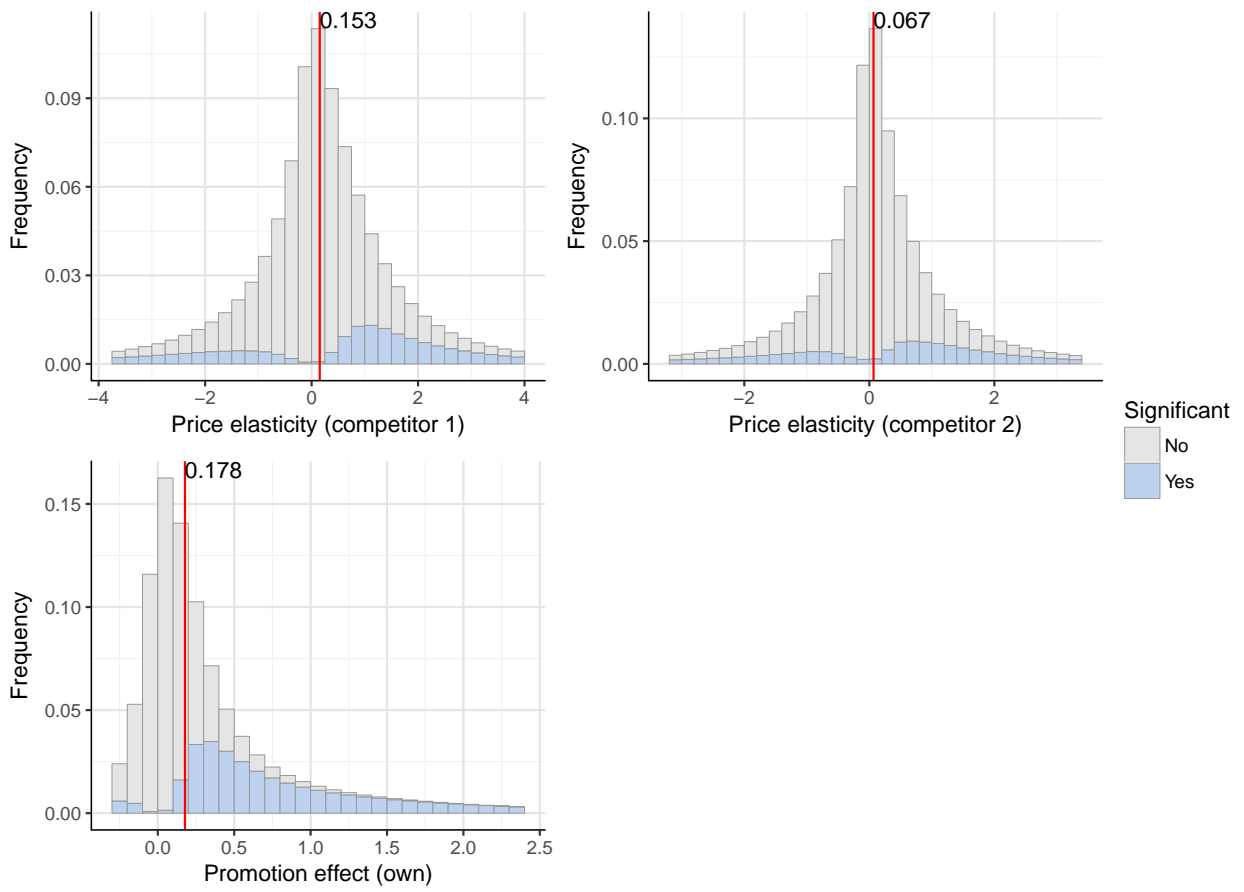 0.153
Frequency
0.09
0.06
0.03
0.00
−4 −2 0 2 4
Price elasticity (competitor 1)
0.067
Frequency
0.10
0.05
0.00
−2 0 2
Price elasticity (competitor 2)
Significant
No
Yes
0.178
Frequency
0.15
0.10
0.05
0.00
0.0 0.5 1.0 1.5 2.0 2.5
Promotion effect (own)